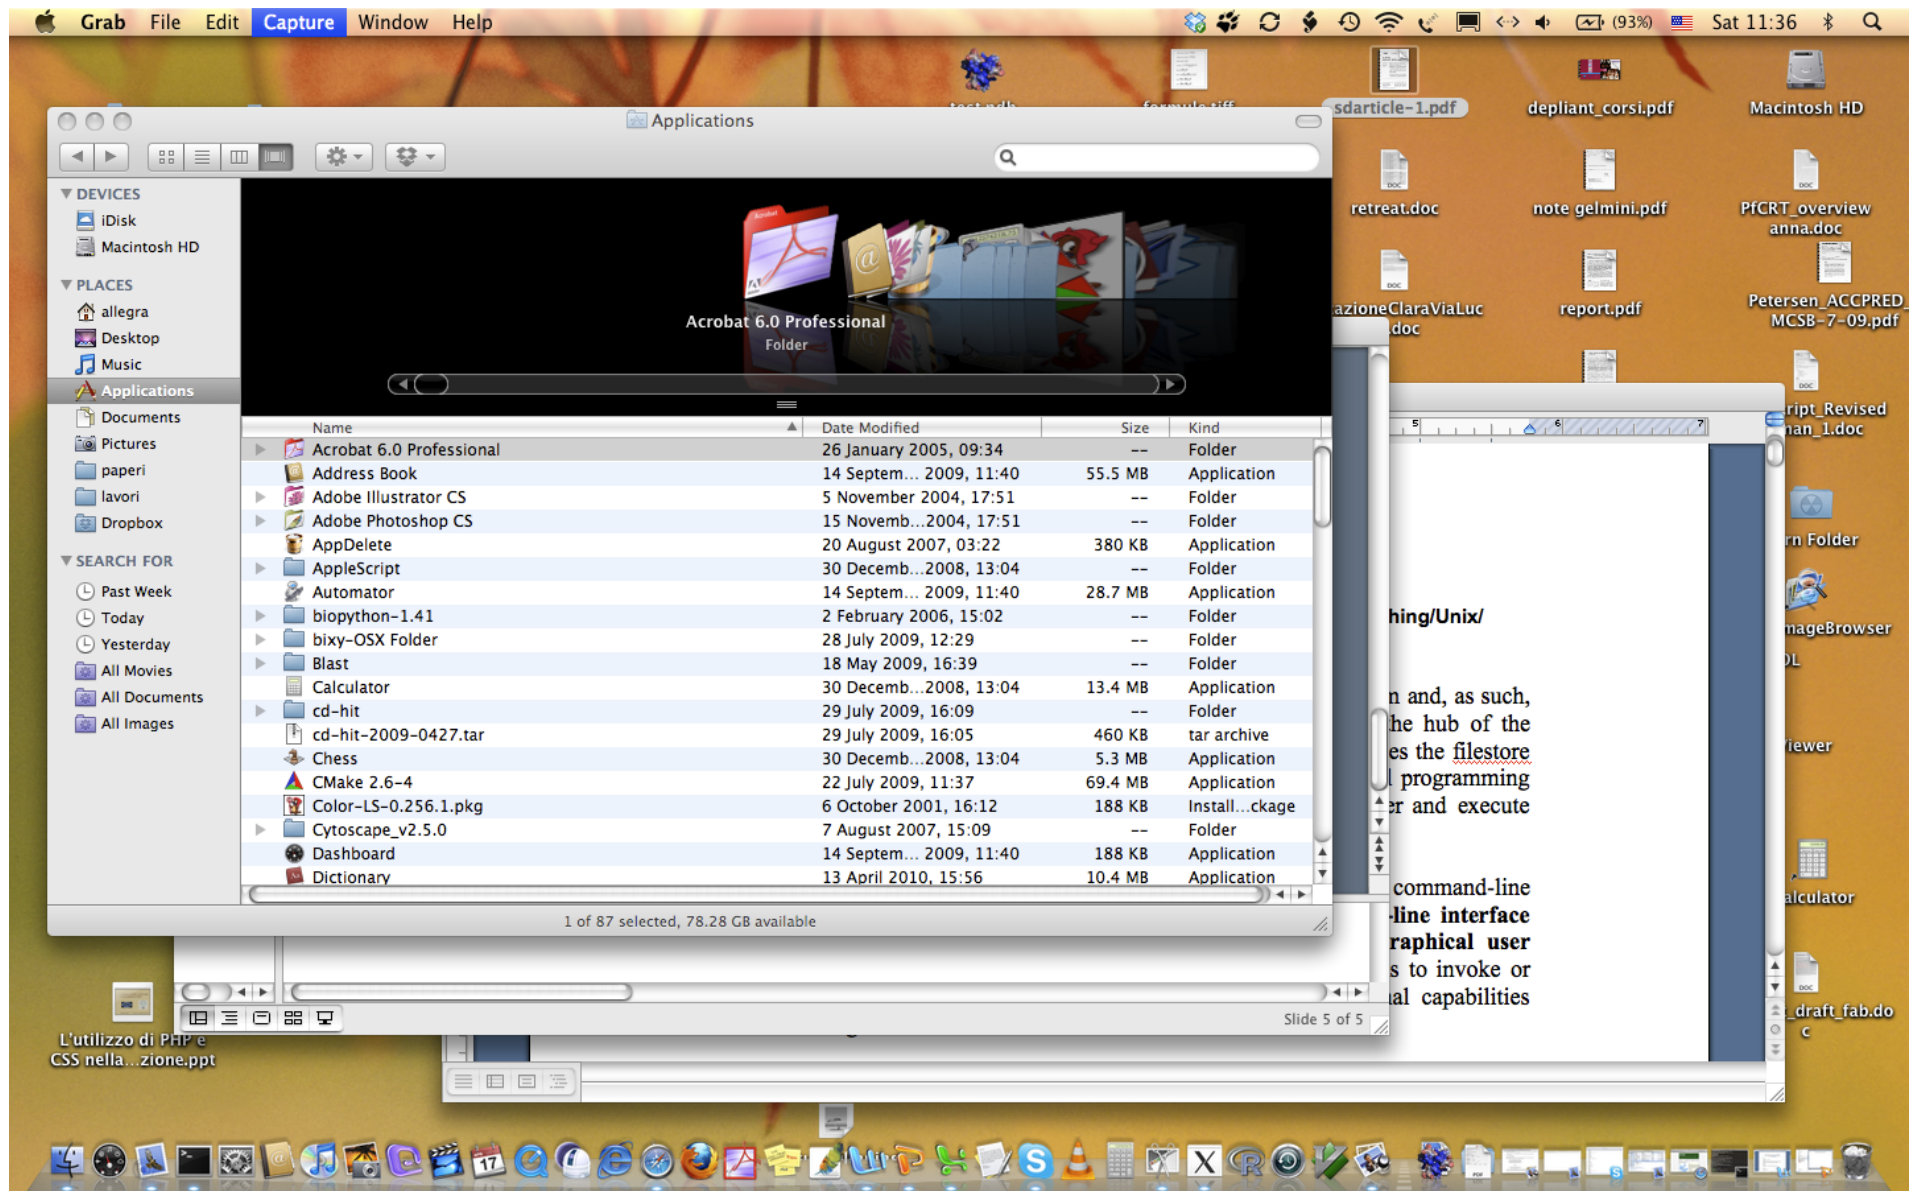 Grab File Edit Capture Window Help
(93%) Sat 11:36
sdarticle-1.pdf
depliant_corsi.pdf
Macintosh HD
Applications
DEVICES
iDisk
Macintosh HD
PLACES
allegra
Desktop
Music
Applications
Documents
Pictures
paperi
lavori
Dropbox
SEARCH FOR
Past Week
Today
Yesterday
All Movies
All Documents
All Images
Acrobat 6.0 Professional
Folder
Name Date Modified Size Kind
Acrobat 6.0 Professional 26 January 2005, 09:34 -- Folder
Address Book 14 Septem... 2009, 11:40 55.5 MB Application
Adobe Illustrator CS 5 November 2004, 17:51 -- Folder
Adobe Photoshop CS 15 Novemb...2004, 17:51 -- Folder
AppDelete 20 August 2007, 03:22 380 KB Application
AppleScript 30 Decemb...2008, 13:04 -- Folder
Automator 14 Septem... 2009, 11:40 28.7 MB Application
biopython-1.41 2 February 2006, 15:02 -- Folder
bixy-OSX Folder 28 July 2009, 12:29 -- Folder
Blast 18 May 2009, 16:39 -- Folder
Calculator 30 Decemb...2008, 13:04 13.4 MB Application
cd-hit 29 July 2009, 16:09 -- Folder
cd-hit-2009-0427.tar 29 July 2009, 16:05 460 KB tar archive
Chess 30 Decemb...2008, 13:04 5.3 MB Application
CMake 2.6-4 22 July 2009, 11:37 69.4 MB Application
Color-LS-0.256.1.pkg 6 October 2001, 16:12 188 KB Install...ckage
Cytoscape_v2.5.0 7 August 2007, 15:09 -- Folder
Dashboard 14 Septem... 2009, 11:40 188 KB Application
Dictionary 13 April 2010, 15:56 10.4 MB Application
1 of 87 selected, 78.28 GB available
retreat.doc
note gelmini.pdf
PfCRT_overview
anna.doc
azioneClaraViaLuc
.doc
report.pdf
Petersen_ACCPRED_
MCSB-7-09.pdf
ript_Revised
nan_1.doc
5 6 7
rn Folder
hing/Unix/
mageBrowser
OL
n and, as such,
the hub of the
es the filestore
programming
er and execute
iewer
command-line
-line interface
raphical user
s to invoke or
nal capabilities
alculator
_draft_fab.do
c
Slide 5 of 5
L'utilizzo di PHP e
CSS nella...zione.ppt
17